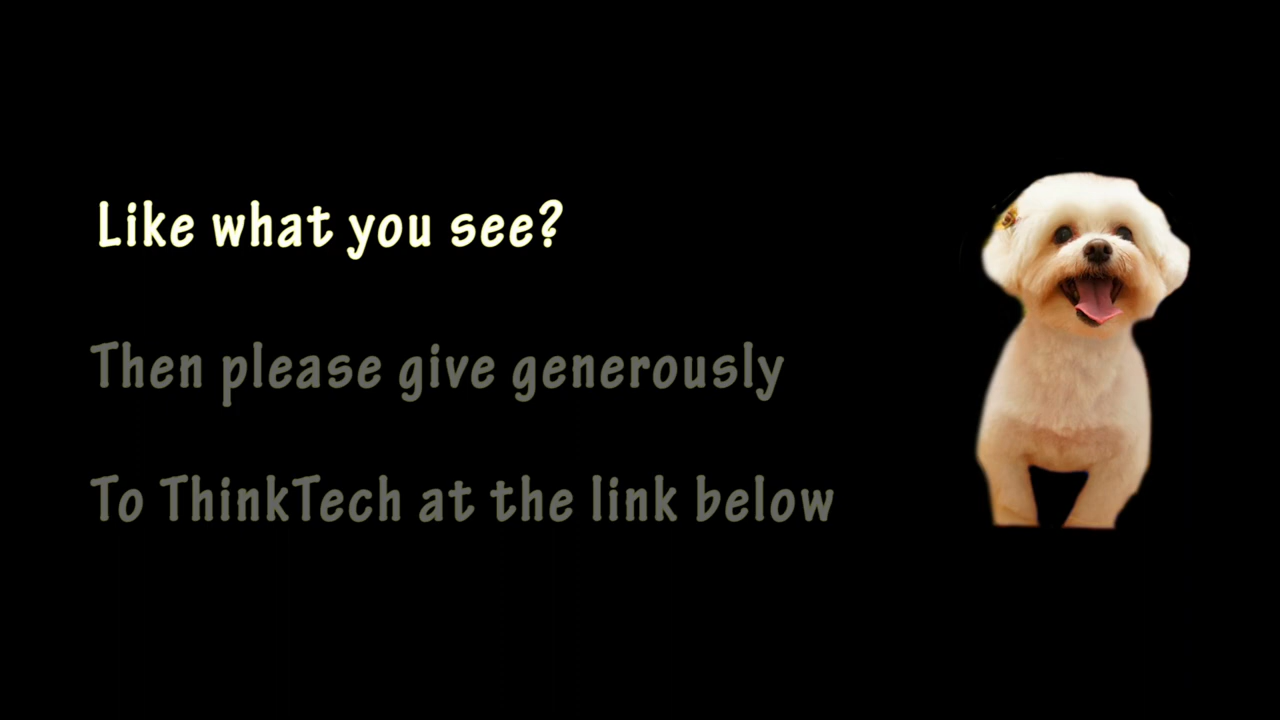 Like what you see?
Then please give generously
To ThinkTech at the link below